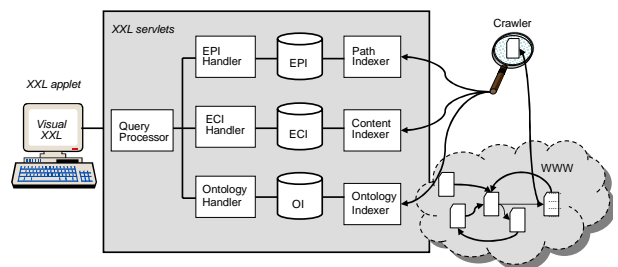 XXL servlets
Crawler
EPI
Handler
EPI
Path
Indexer
XXL applet
Visual
XXL
Query
Processor
ECI
Handler
ECI
Content
Indexer
WWW
Ontology
Handler
OI
Ontology
Indexer